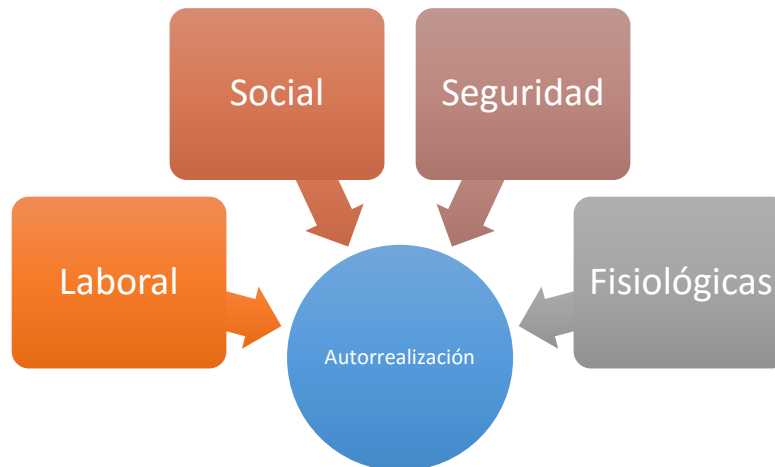 Social
Seguridad
Laboral
Fisiológicas
Autorrealización